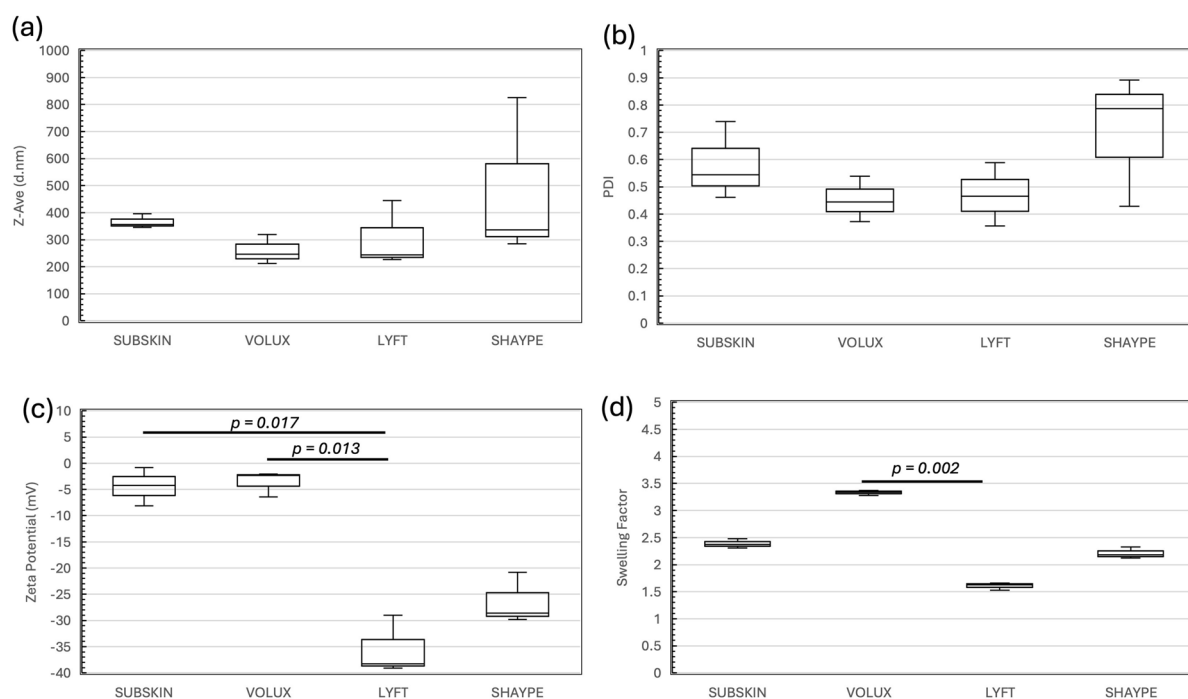 (a)
Z-Ave (d.nm)
1000
900
800
700
600
500
400
300
200
100
0
SUBSKIN VOLUX LYFT SHAYPE
(b)
PDI
1
0.9
0.8
0.7
0.6
0.5
0.4
0.3
0.2
0.1
0
SUBSKIN VOLUX LYFT SHAYPE
(c)
Zeta Potential (mV)
10
5
0
-5
-10
-15
-20
-25
-30
-35
-40
p = 0.017
p = 0.013
SUBSKIN VOLUX LYFT SHAYPE
(d)
Swelling Factor
5
4.5
4
3.5
3
2.5
2
1.5
1
0.5
0
p = 0.002
SUBSKIN VOLUX LYFT SHAYPE